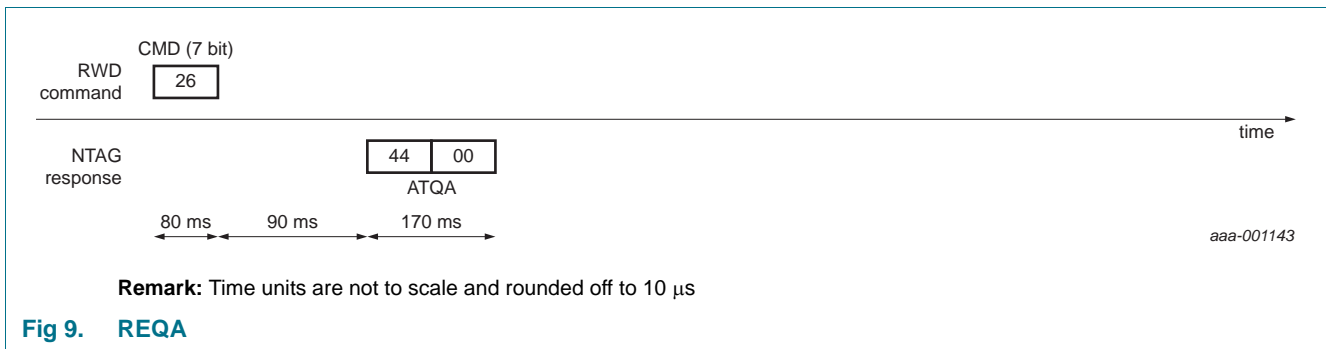 CMD (7 bit)
RWD
command
26
time
NTAG
response
44 00
ATQA
80 ms 90 ms 170 ms
aaa-001143
Remark: Time units are not to scale and rounded off to 10 μs
Fig 9. REQA